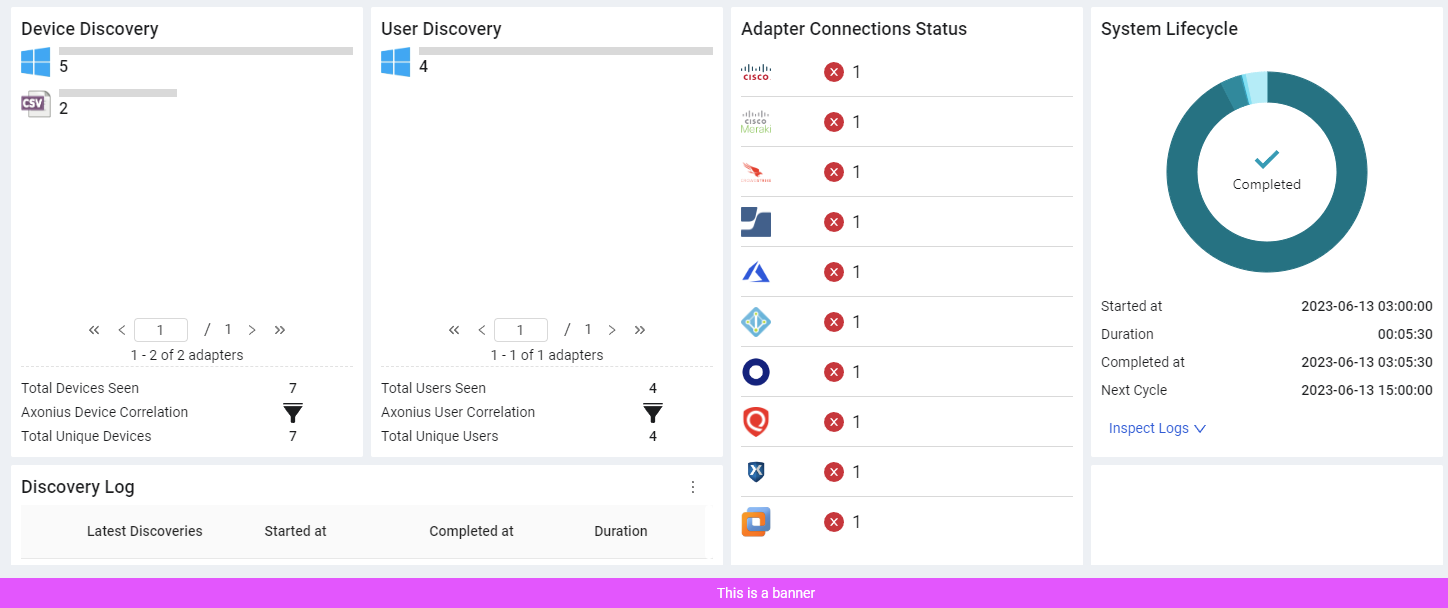 Device Discovery
5
CSV
2
« < 1 / 1 > »
1 - 2 of 2 adapters
Total Devices Seen 7
Axonius Device Correlation
Total Unique Devices 7
User Discovery
4
« < 1 / 1 > »
1 - 1 of 1 adapters
Total Users Seen 4
Axonius User Correlation
Total Unique Users 4
Adapter Connections Status
CISCO 1
CISCO
Meraki 1
1
1
1
1
1
1
1
1
System Lifecycle
Completed
Started at 2023-06-13 03:00:00
Duration 00:05:30
Completed at 2023-06-13 03:05:30
Next Cycle 2023-06-13 15:00:00
Inspect Logs
Discovery Log
Latest Discoveries Started at Completed at Duration
This is a banner